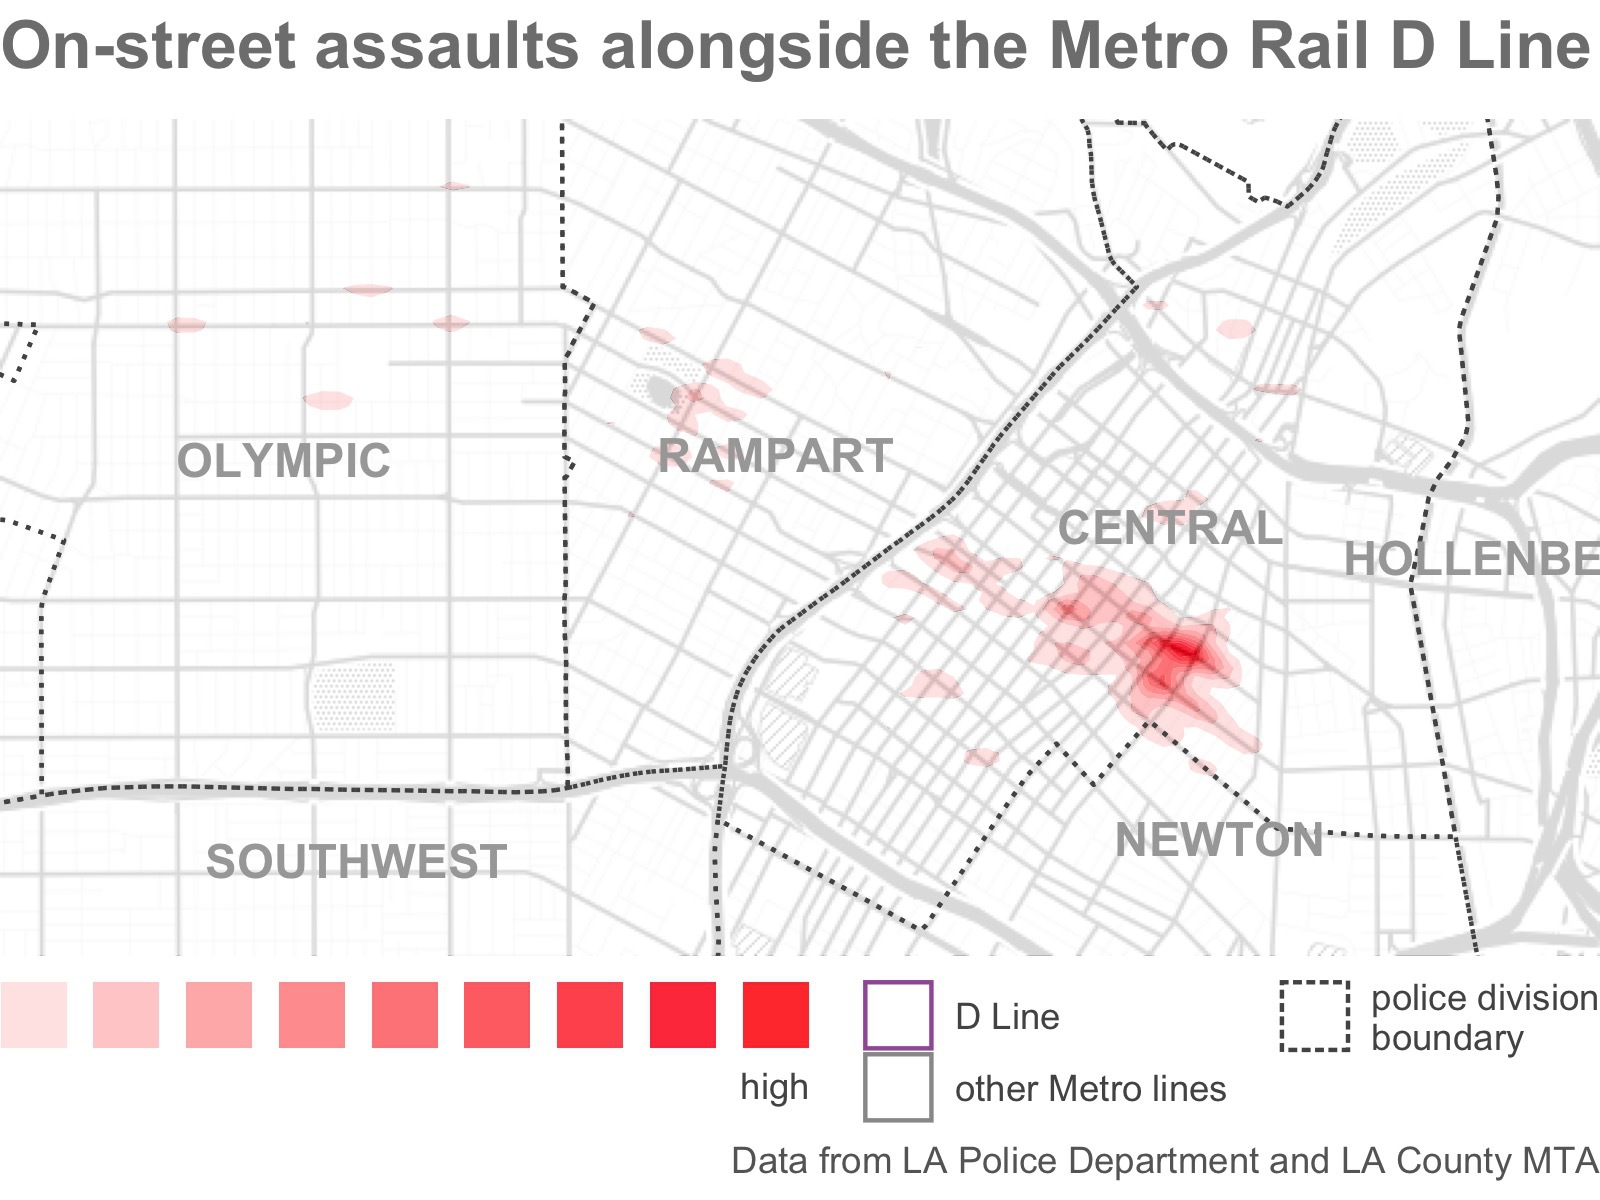 On-street assaults alongside the Metro Rail D Line
OLYMPIC
RAMPART
CENTRAL
HOLLENBE
SOUTHWEST
NEWTON
high
D Line
other Metro lines
police division
boundary
Data from LA Police Department and LA County MTA